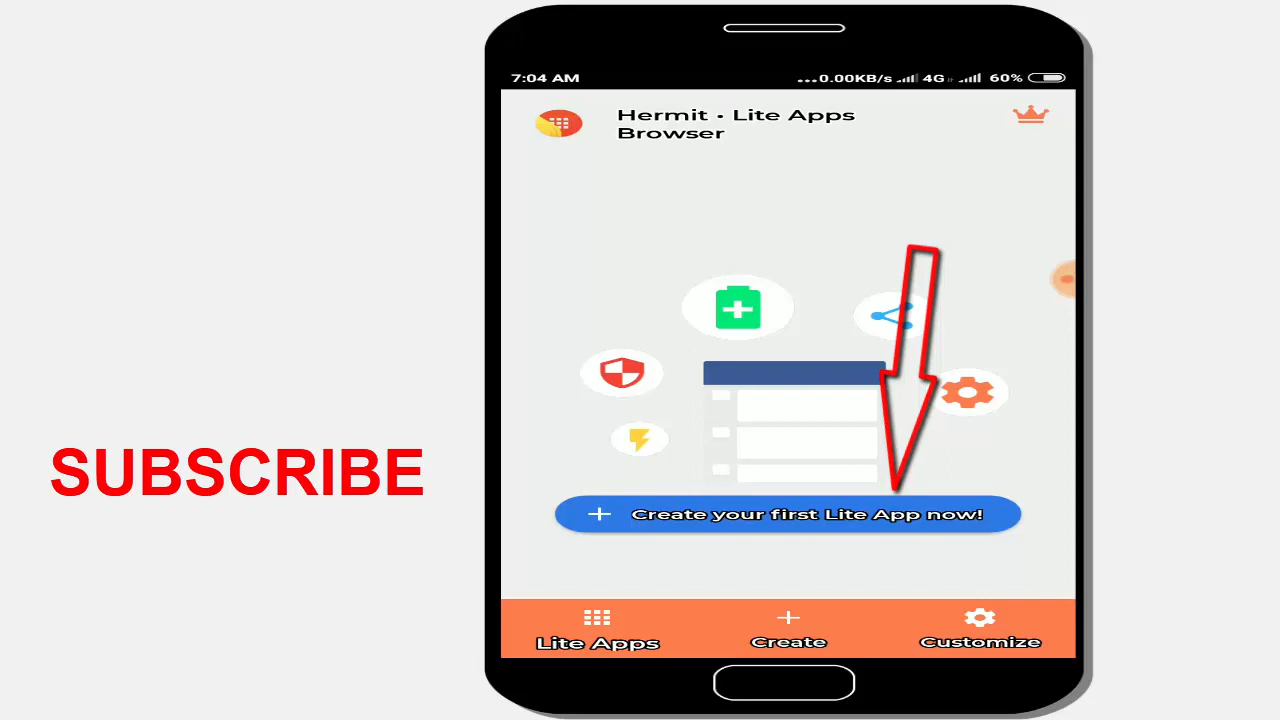 7:04 AM
...0.00KB/s 4G 60%
Hermit • Lite Apps
Browser
SUBSCRIBE
Create your first Lite App now!
Lite Apps
Create
Customize